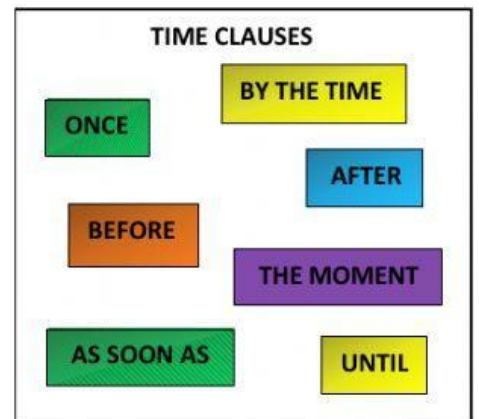 TIME CLAUSES
BY THE TIME
ONCE
AFTER
BEFORE
THE MOMENT
AS SOON AS
UNTIL